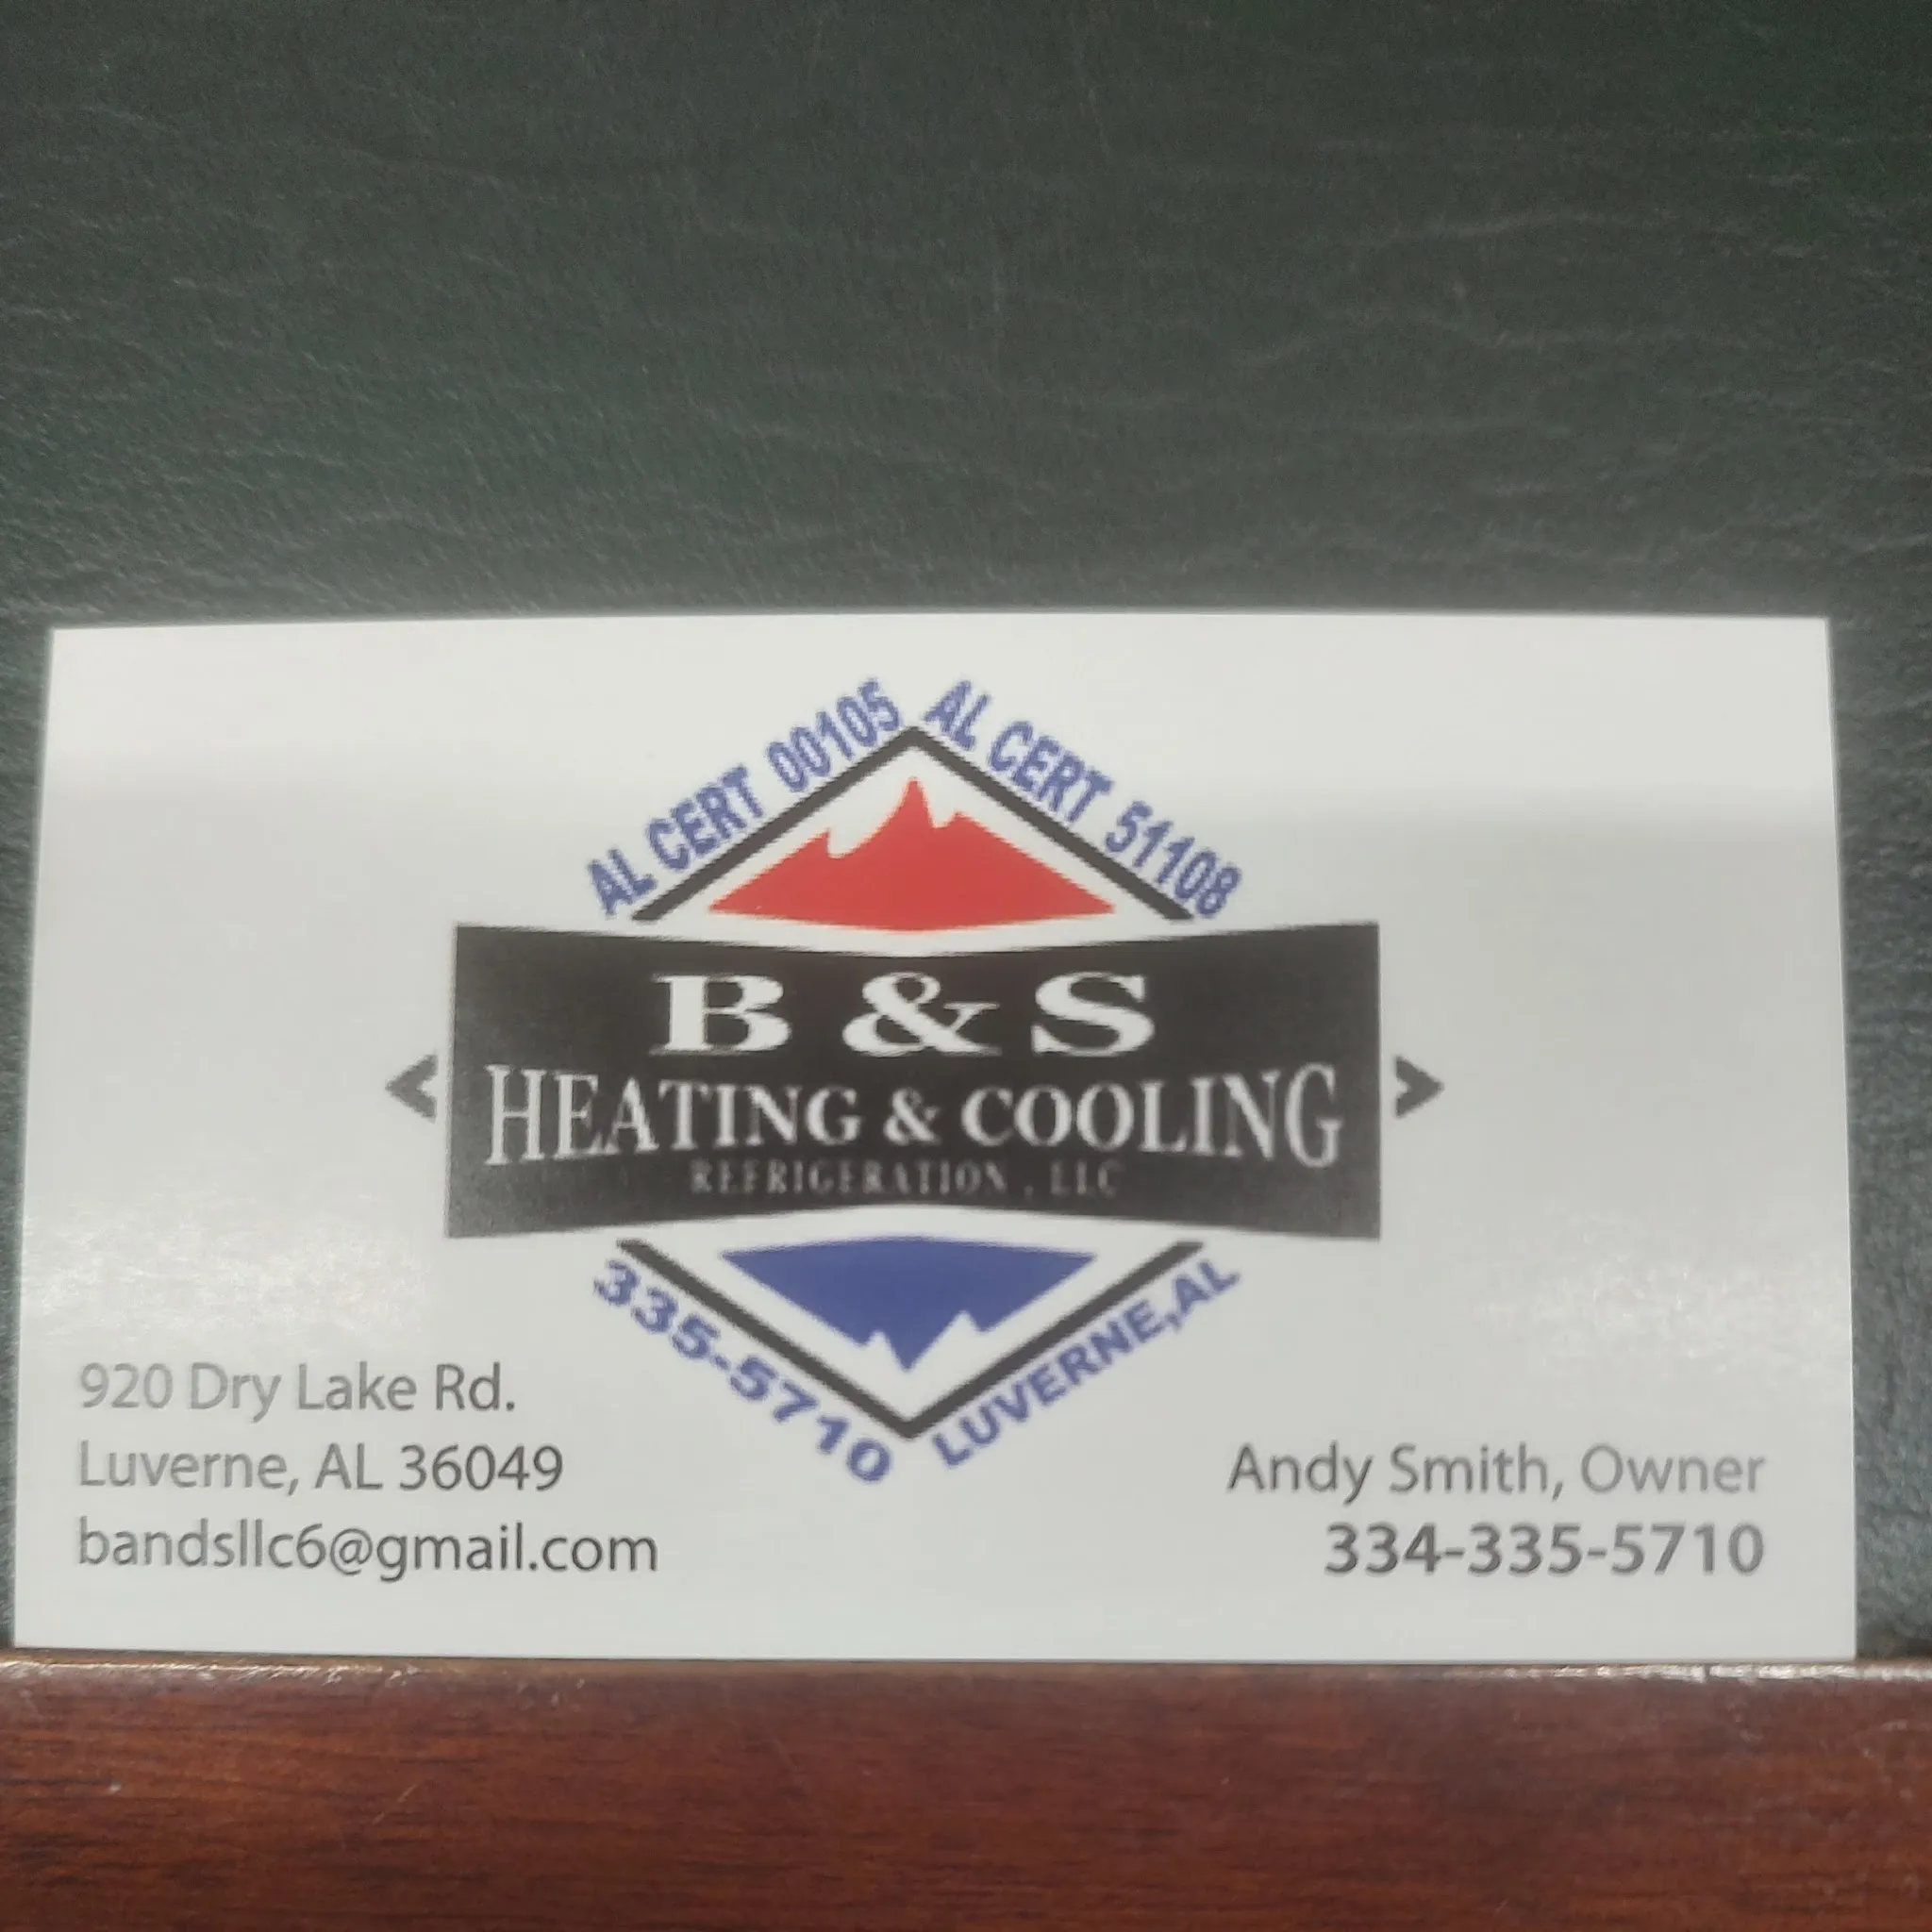 AL CERT 00105
AL CERT 51108
B & S
HEATING & COOLING
REFRIGERATION , LLC
335-5710
LUVERNE,AL
920 Dry Lake Rd.
Luverne, AL 36049
bandsllc6@gmail.com
Andy Smith, Owner
334-335-5710